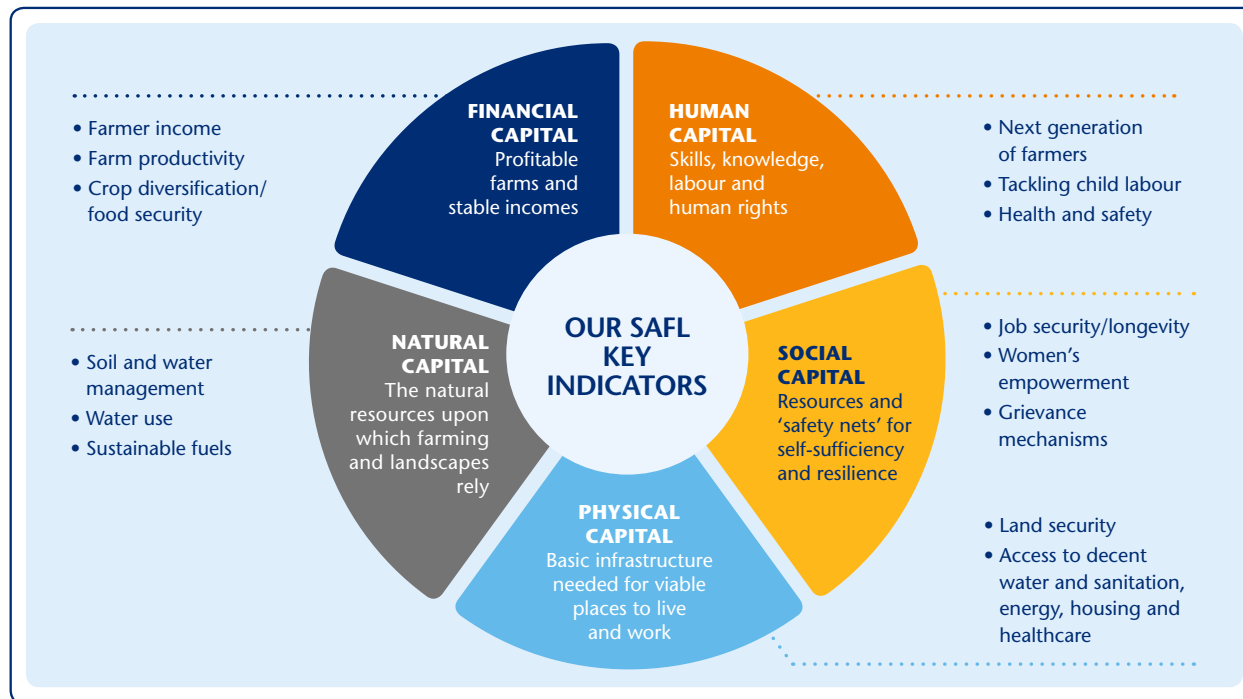 FINANCIAL
CAPITAL
Profitable
farms and
stable incomes
• Farmer income
• Farm productivity
• Crop diversification/
food security
HUMAN
CAPITAL
Skills, knowledge,
labour and
human rights
• Next generation
of farmers
• Tackling child labour
• Health and safety
OUR SAFL
KEY
INDICATORS
NATURAL
CAPITAL
The natural
resources upon
which farming
and landscapes
rely
• Soil and water
management
• Water use
• Sustainable fuels
SOCIAL
CAPITAL
Resources and
‘safety nets’ for
self-sufficiency
and resilience
• Job security/longevity
• Women’s
empowerment
• Grievance
mechanisms
PHYSICAL
CAPITAL
Basic infrastructure
needed for viable
places to live
and work
• Land security
• Access to decent
water and sanitation,
energy, housing and
healthcare